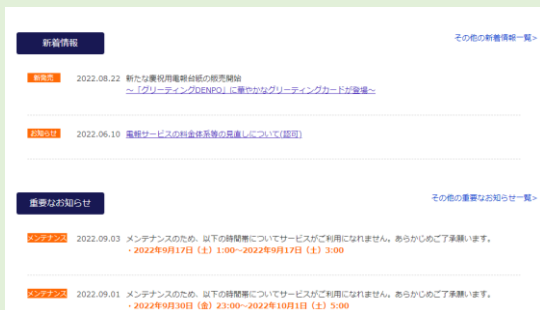 新着情報
その他の新着情報一覧>
新発売 2022.08.22 新たな慶祝用電報台紙の販売開始
～「グリーティングDENPO」に華やかなグリーティングカードが登場～
お知らせ 2022.06.10 電報サービスの料金体系等の見直しについて(認可)
重要なお知らせ
その他の重要なお知らせ一覧>
メンテナンス 2022.09.03 メンテナンスのため、以下の時間帯についてサービスがご利用になれません。あらかじめご了承願います。
・2022年9月17日（土）1:00～2022年9月17日（土）3:00
メンテナンス 2022.09.01 メンテナンスのため、以下の時間帯についてサービスがご利用になれません。あらかじめご了承願います。
・2022年9月30日（金）23:00～2022年10月1日（土）5:00